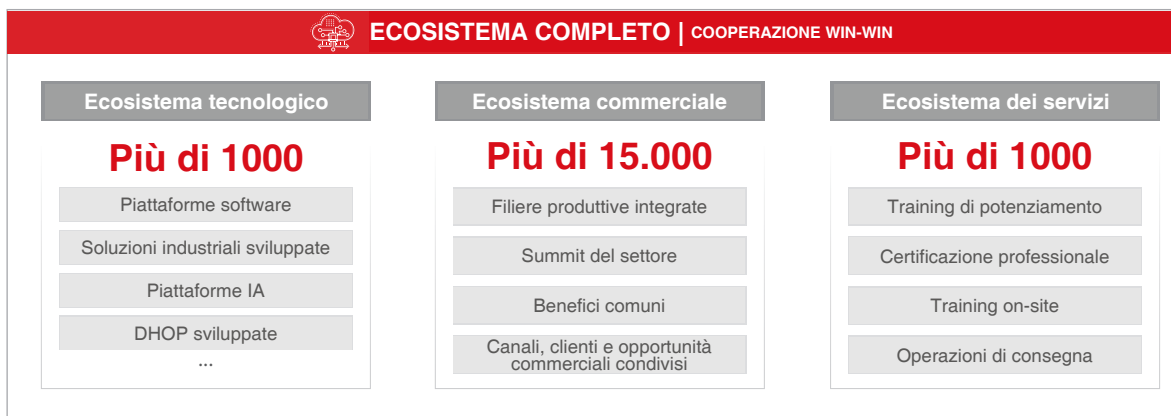 ECOSISTEMA COMPLETO | COOPERAZIONE WIN-WIN
Ecosistema tecnologico
Più di 1000
Piattaforme software
Soluzioni industriali sviluppate
Piattaforme IA
DHOP sviluppate
...
Ecosistema commerciale
Più di 15.000
Filiere produttive integrate
Summit del settore
Benefici comuni
Canali, clienti e opportunità
commerciali condivisi
Ecosistema dei servizi
Più di 1000
Training di potenziamento
Certificazione professionale
Training on-site
Operazioni di consegna